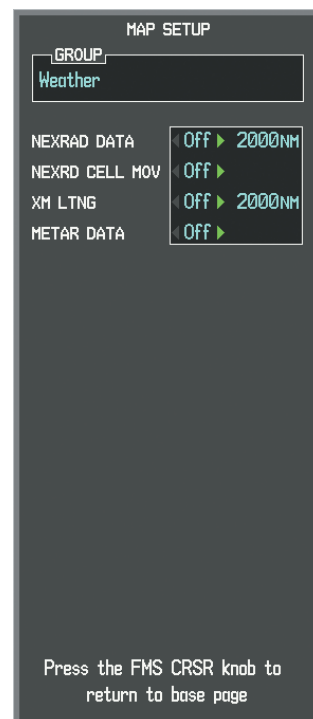 MAP SETUP
GROUP
Weather
NEXRAD DATA Off 2000NM
NEXRD CELL MOV Off
XM LTNG Off 2000NM
METAR DATA Off
Press the FMS CRSR knob to
return to base page